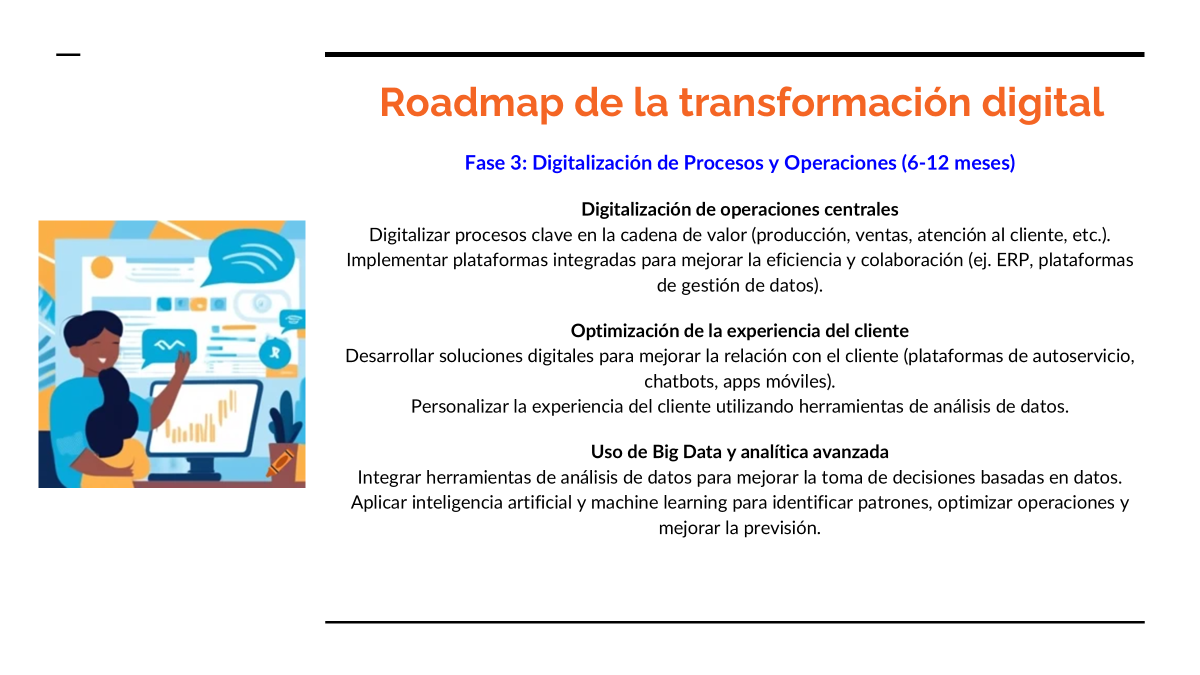 Roadmap de la transformación digital
Fase 3: Digitalización de Procesos y Operaciones (6-12 meses)
Digitalización de operaciones centrales
Digitalizar procesos clave en la cadena de valor (producción, ventas, atención al cliente, etc.).
Implementar plataformas integradas para mejorar la eficiencia y colaboración (ej. ERP, plataformas
de gestión de datos).
Optimización de la experiencia del cliente
Desarrollar soluciones digitales para mejorar la relación con el cliente (plataformas de autoservicio,
chatbots, apps móviles).
Personalizar la experiencia del cliente utilizando herramientas de análisis de datos.
Uso de Big Data y analítica avanzada
Integrar herramientas de análisis de datos para mejorar la toma de decisiones basadas en datos.
Aplicar inteligencia artificial y machine learning para identificar patrones, optimizar operaciones y
mejorar la previsión.